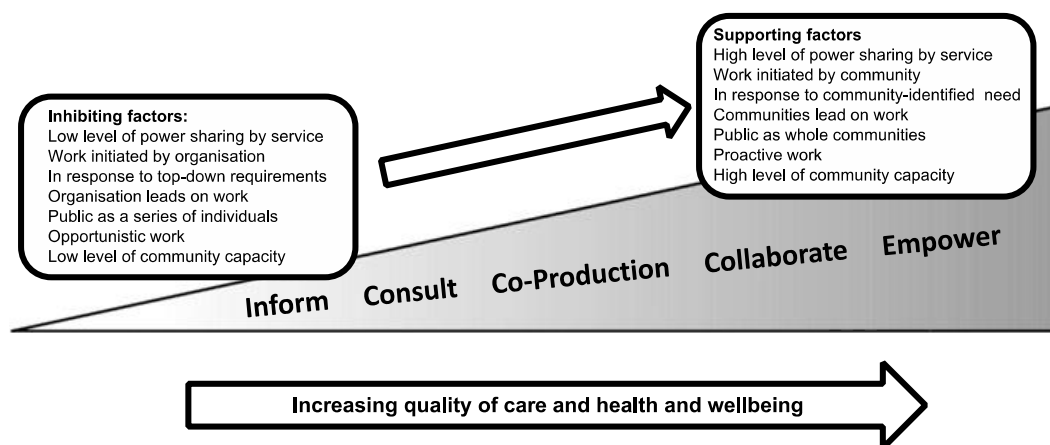 Inhibiting factors:
Low level of power sharing by service
Work initiated by organisation
In response to top-down requirements
Organisation leads on work
Public as a series of individuals
Opportunistic work
Low level of community capacity
Supporting factors
High level of power sharing by service
Work initiated by community
In response to community-identified need
Communities lead on work
Public as whole communities
Proactive work
High level of community capacity
Inform Consult Co-Production Collaborate Empower
Increasing quality of care and health and wellbeing